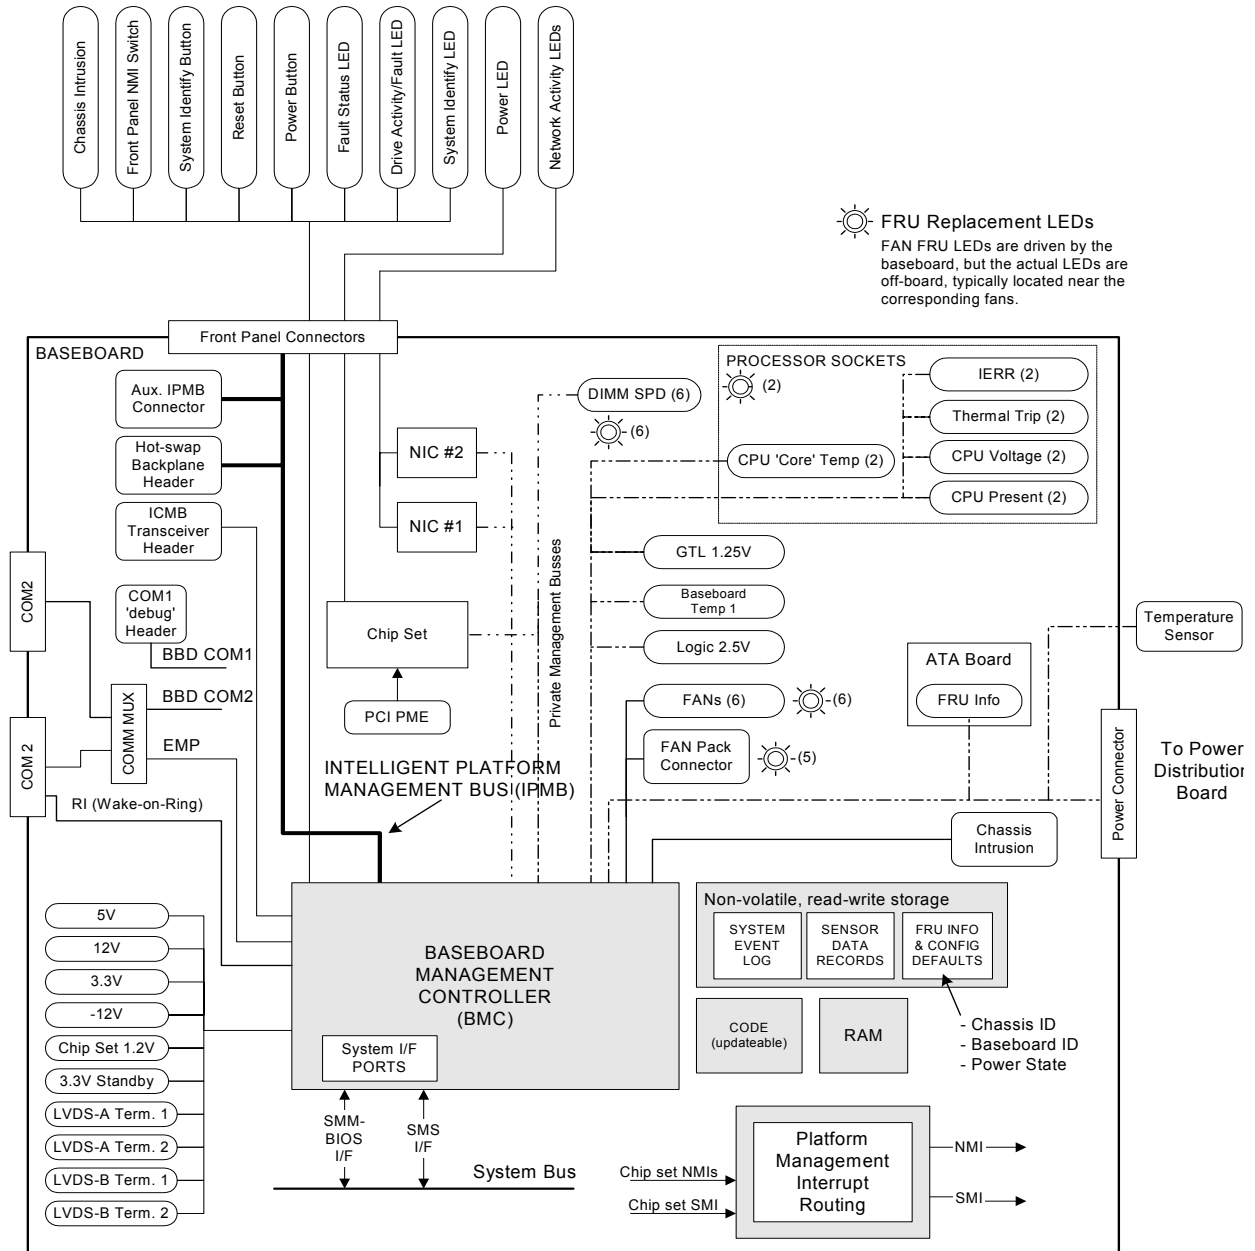 Chassis Intrusion
Front Panel NMI Switch
System Identify Button
Reset Button
Power Button
Fault Status LED
Drive Activity/Fault LED
System Identify LED
Power LED
Network Activity LEDs
FRU Replacement LEDs
FAN FRU LEDs are driven by the
baseboard, but the actual LEDs are
off-board, typically located near the
corresponding fans.
Front Panel Connectors
BASEBOARD
Aux. IPMB
Connector
Hot-swap
Backplane
Header
ICMB
Transceiver
Header
COM2
COM1
'debug'
Header
BBD COM1
BBD COM2
COMM MUX
EMP
COM 2
RI (Wake-on-Ring)
NIC #2
NIC #1
Chip Set
PCI PME
INTELLIGENT PLATFORM
MANAGEMENT BUS (IPMB)
DIMM SPD (6)
(6)
Private Management Busses
PROCESSOR SOCKETS
(2)
IERR (2)
Thermal Trip (2)
CPU 'Core' Temp (2)
CPU Voltage (2)
CPU Present (2)
GTL 1.25V
Baseboard
Temp 1
Logic 2.5V
FANs (6)
(6)
FAN Pack
Connector
(5)
ATA Board
FRU Info
Temperature
Sensor
Power Connector
To Power
Distribution
Board
Chassis
Intrusion
5V
12V
3.3V
-12V
Chip Set 1.2V
3.3V Standby
LVDS-A Term. 1
LVDS-A Term. 2
LVDS-B Term. 1
LVDS-B Term. 2
BASEBOARD
MANAGEMENT
CONTROLLER
(BMC)
System I/F
PORTS
SMM-
BIOS
I/F
SMS
I/F
System Bus
Non-volatile, read-write storage
SYSTEM
EVENT
LOG
SENSOR
DATA
RECORDS
FRU INFO
& CONFIG
DEFAULTS
CODE
(updateable)
RAM
- Chassis ID
- Baseboard ID
- Power State
Platform
Management
Interrupt
Routing
Chip set NMIs
Chip set SMI
NMI
SMI